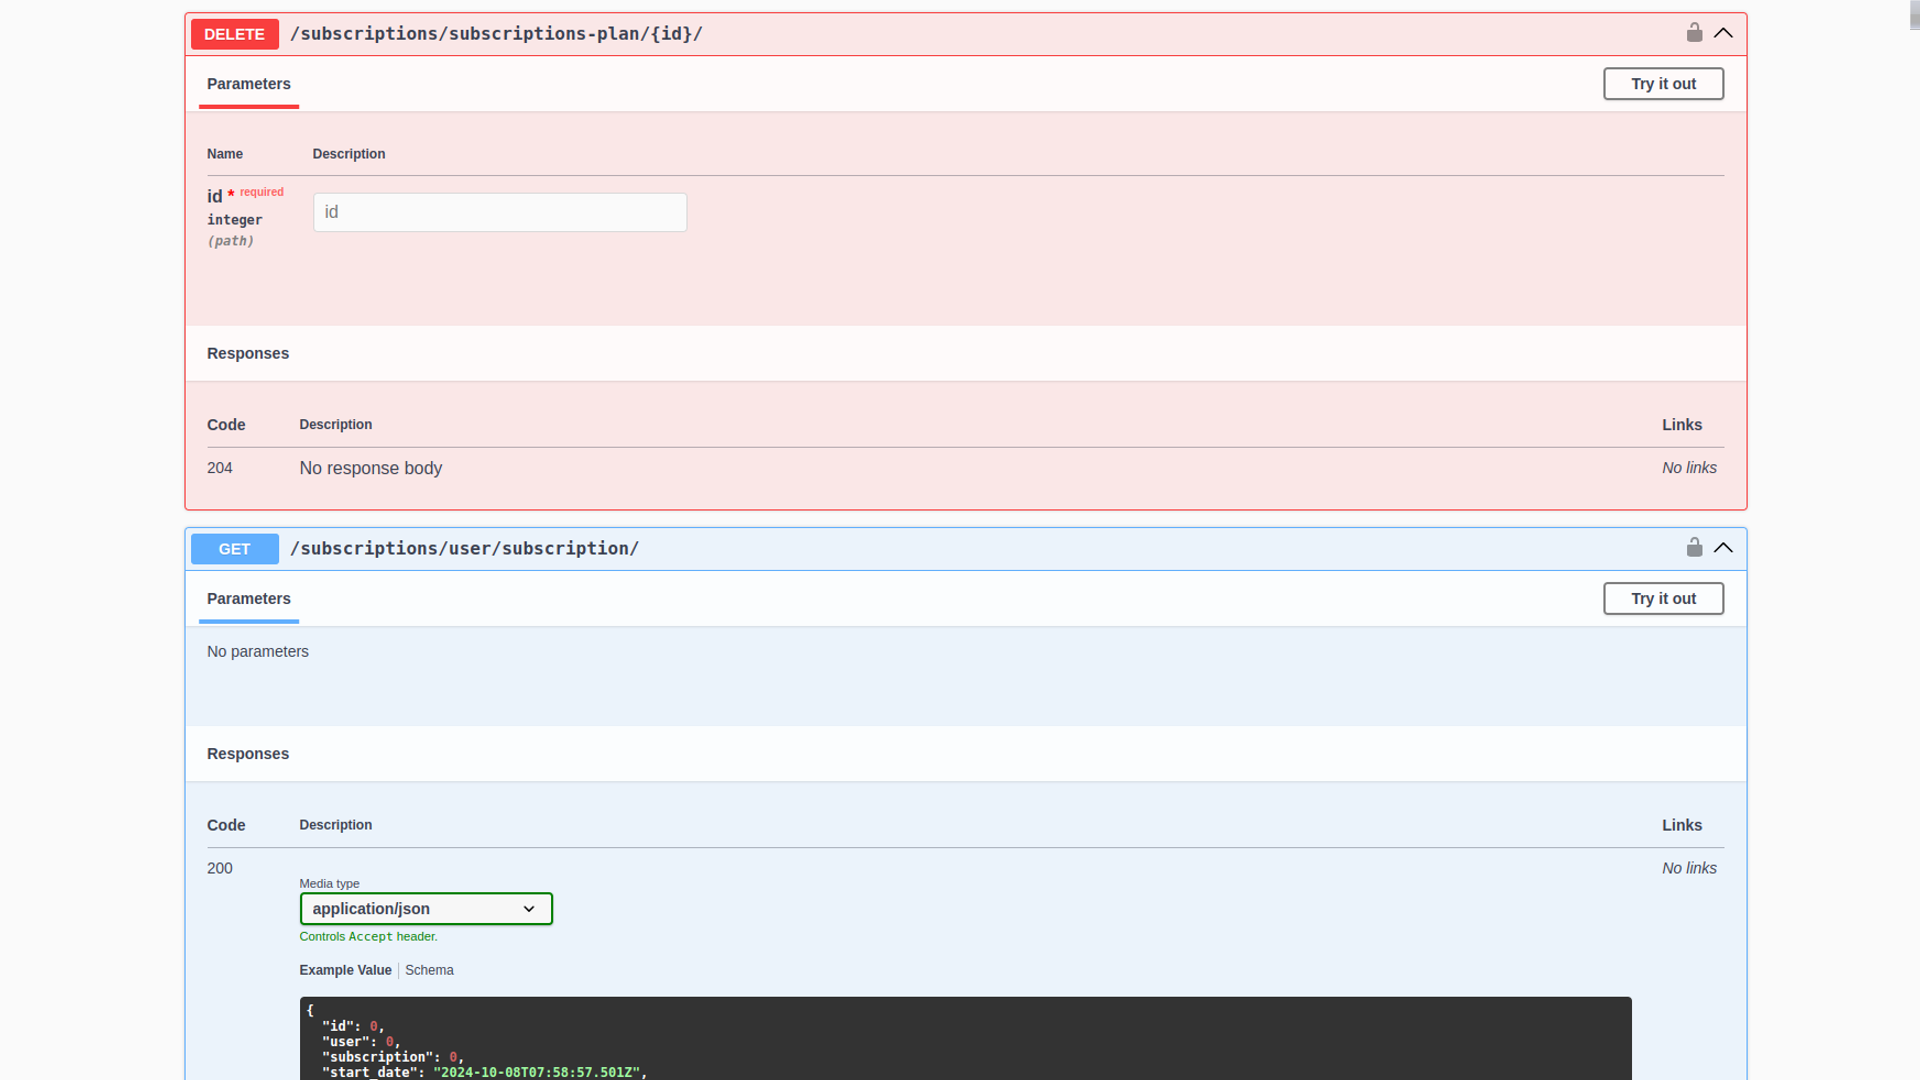 DELETE /subscriptions/subscriptions-plan/{id}/
Parameters Try it out
Name Description
id * required
integer
(path)
id
Responses
Code Description Links
204 No response body No links
GET /subscriptions/user/subscription/
Parameters Try it out
No parameters
Responses
Code Description Links
200 No links
Media type
application/json
Controls Accept header.
Example Value Schema
{
"id": 0,
"user": 0,
"subscription": 0,
"start_date": "2024-10-08T07:58:57.501Z",